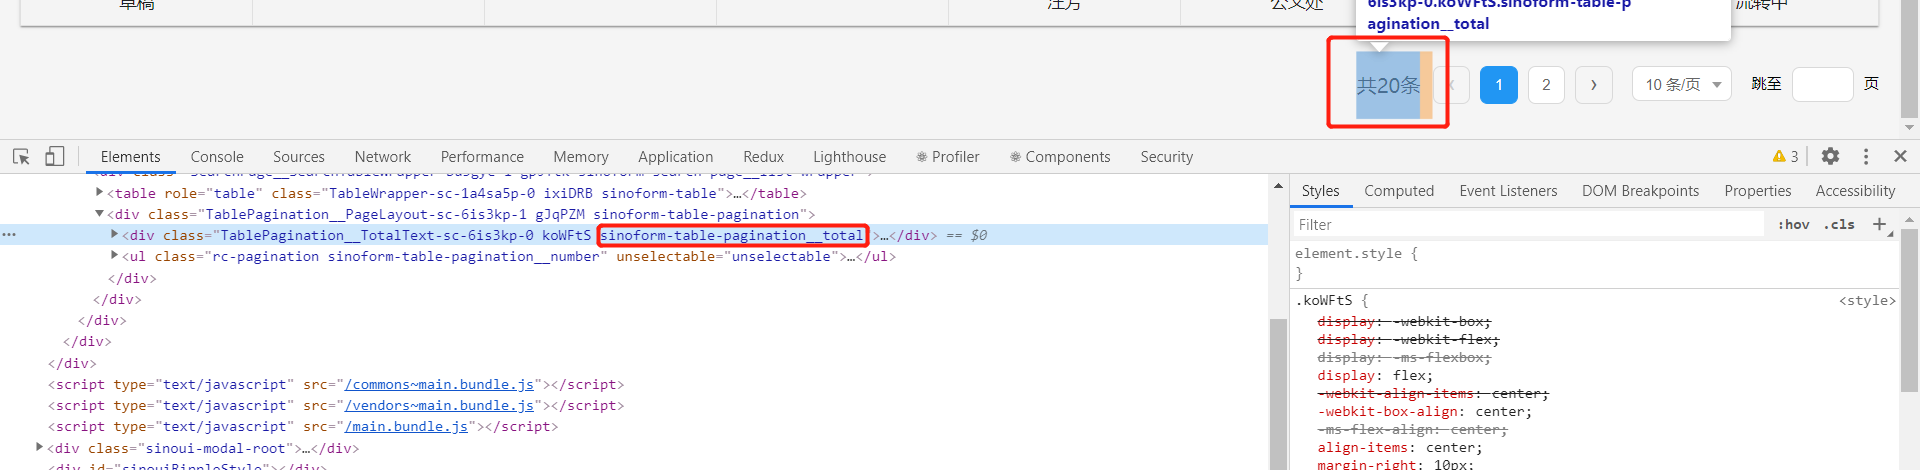 草稿 汪芳 公文处 流转中
6is3kp-0.koWFtS.sinoform-table-p
agination__total
共20条 ‹ 1 2 › 10 条/页 跳至 页
Elements Console Sources Network Performance Memory Application Redux Lighthouse Profiler Components Security 3
<table role="table" class="TableWrapper-sc-1a4sa5p-0 ixiDRB sinoform-table">…</table>
<div class="TablePagination__PageLayout-sc-6is3kp-1 gJqPZM sinoform-table-pagination">
<div class="TablePagination__TotalText-sc-6is3kp-0 koWFtS sinoform-table-pagination__total">…</div> == $0
<ul class="rc-pagination sinoform-table-pagination__number" unselectable="unselectable">…</ul>
</div>
</div>
</div>
</div>
</div>
<script type="text/javascript" src="/commons~main.bundle.js"></script>
<script type="text/javascript" src="/vendors~main.bundle.js"></script>
<script type="text/javascript" src="/main.bundle.js"></script>
<div class="sinoui-modal-root">…</div>
<div id="sinouiRippleStyle"></div>
Styles Computed Event Listeners DOM Breakpoints Properties Accessibility
Filter :hov .cls +
element.style {
}
.koWFtS { <style>
display: -webkit-box;
display: -webkit-flex;
display: -ms-flexbox;
display: flex;
-webkit-align-items: center;
-webkit-box-align: center;
-ms-flex-align: center;
align-items: center;
margin-right: 10px;